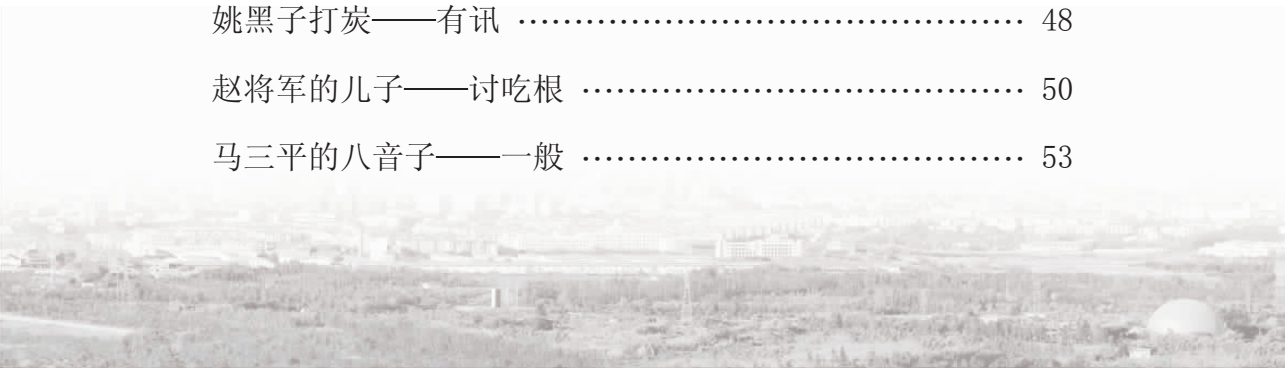 姚黑子打炭——有讯 …………………………………………… 48
赵将军的儿子——讨吃根 …………………………………… 50
马三平的八音子——一般 …………………………………… 53